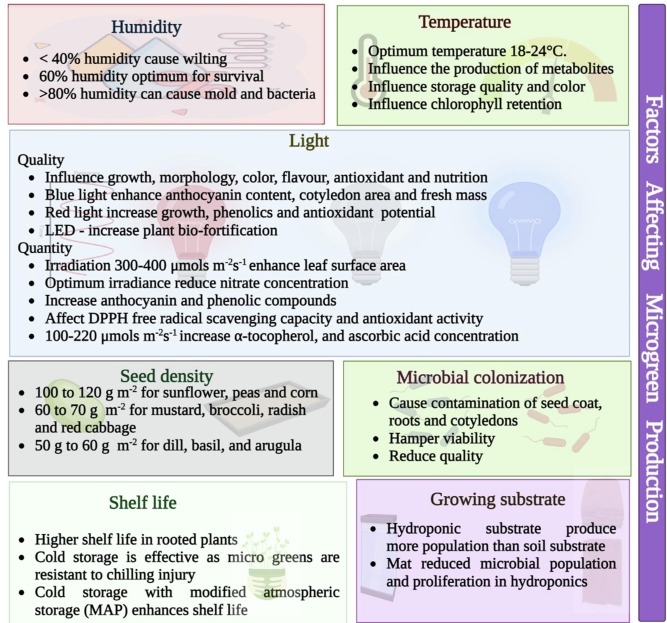 Humidity
• < 40% humidity cause wilting
• 60% humidity optimum for survival
• >80% humidity can cause mold and bacteria
Temperature
• Optimum temperature 18-24°C.
• Influence the production of metabolites
• Influence storage quality and color
• Influence chlorophyll retention
Light
Quality
• Influence growth, morphology, color, flavour, antioxidant and nutrition
• Blue light enhance anthocyanin content, cotyledon area and fresh mass
• Red light increase growth, phenolics and antioxidant potential
• LED - increase plant bio-fortification
Quantity
• Irradiation 300-400 μmols m⁻²s⁻¹ enhance leaf surface area
• Optimum irradiance reduce nitrate concentration
• Increase anthocyanin and phenolic compounds
• Affect DPPH free radical scavenging capacity and antioxidant activity
• 100-220 μmols m⁻²s⁻¹ increase α-tocopherol, and ascorbic acid concentration
Seed density
• 100 to 120 g m⁻² for sunflower, peas and corn
• 60 to 70 g m⁻² for mustard, broccoli, radish
and red cabbage
• 50 g to 60 g m⁻² for dill, basil, and arugula
Microbial colonization
• Cause contamination of seed coat,
roots and cotyledons
• Hamper viability
• Reduce quality
Shelf life
• Higher shelf life in rooted plants
• Cold storage is effective as micro greens are
resistant to chilling injury
• Cold storage with modified atmospheric
storage (MAP) enhances shelf life
Growing substrate
• Hydroponic substrate produce
more population than soil substrate
• Mat reduced microbial population
and proliferation in hydroponics
Factors Affecting Microgreen Production